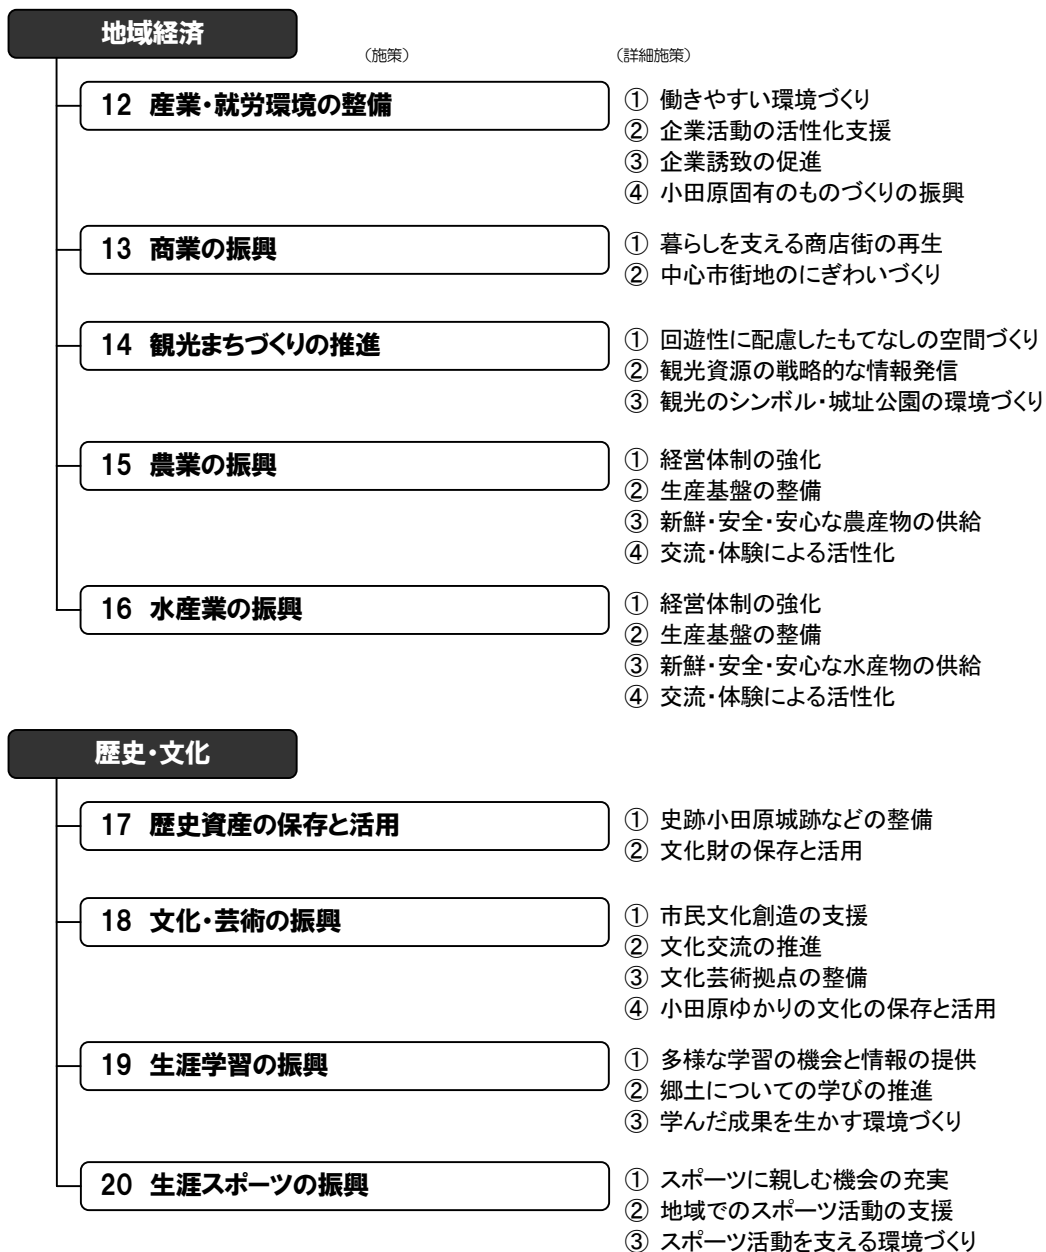 地域経済
（施策）
（詳細施策）
12 産業・就労環境の整備
① 働きやすい環境づくり
② 企業活動の活性化支援
③ 企業誘致の促進
④ 小田原固有のものづくりの振興
13 商業の振興
① 暮らしを支える商店街の再生
② 中心市街地のにぎわいづくり
14 観光まちづくりの推進
① 回遊性に配慮したもてなしの空間づくり
② 観光資源の戦略的な情報発信
③ 観光のシンボル・城址公園の環境づくり
15 農業の振興
① 経営体制の強化
② 生産基盤の整備
③ 新鮮・安全・安心な農産物の供給
④ 交流・体験による活性化
16 水産業の振興
① 経営体制の強化
② 生産基盤の整備
③ 新鮮・安全・安心な水産物の供給
④ 交流・体験による活性化
歴史・文化
17 歴史資産の保存と活用
① 史跡小田原城跡などの整備
② 文化財の保存と活用
18 文化・芸術の振興
① 市民文化創造の支援
② 文化交流の推進
③ 文化芸術拠点の整備
④ 小田原ゆかりの文化の保存と活用
19 生涯学習の振興
① 多様な学習の機会と情報の提供
② 郷土についての学びの推進
③ 学んだ成果を生かす環境づくり
20 生涯スポーツの振興
① スポーツに親しむ機会の充実
② 地域でのスポーツ活動の支援
③ スポーツ活動を支える環境づくり